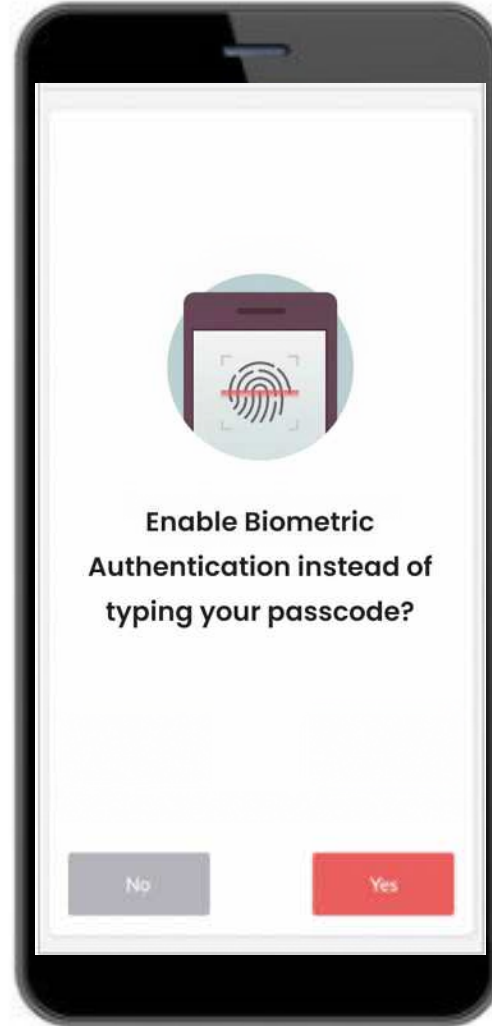 Enable Biometric
Authentication instead of
typing your passcode?
No
Yes